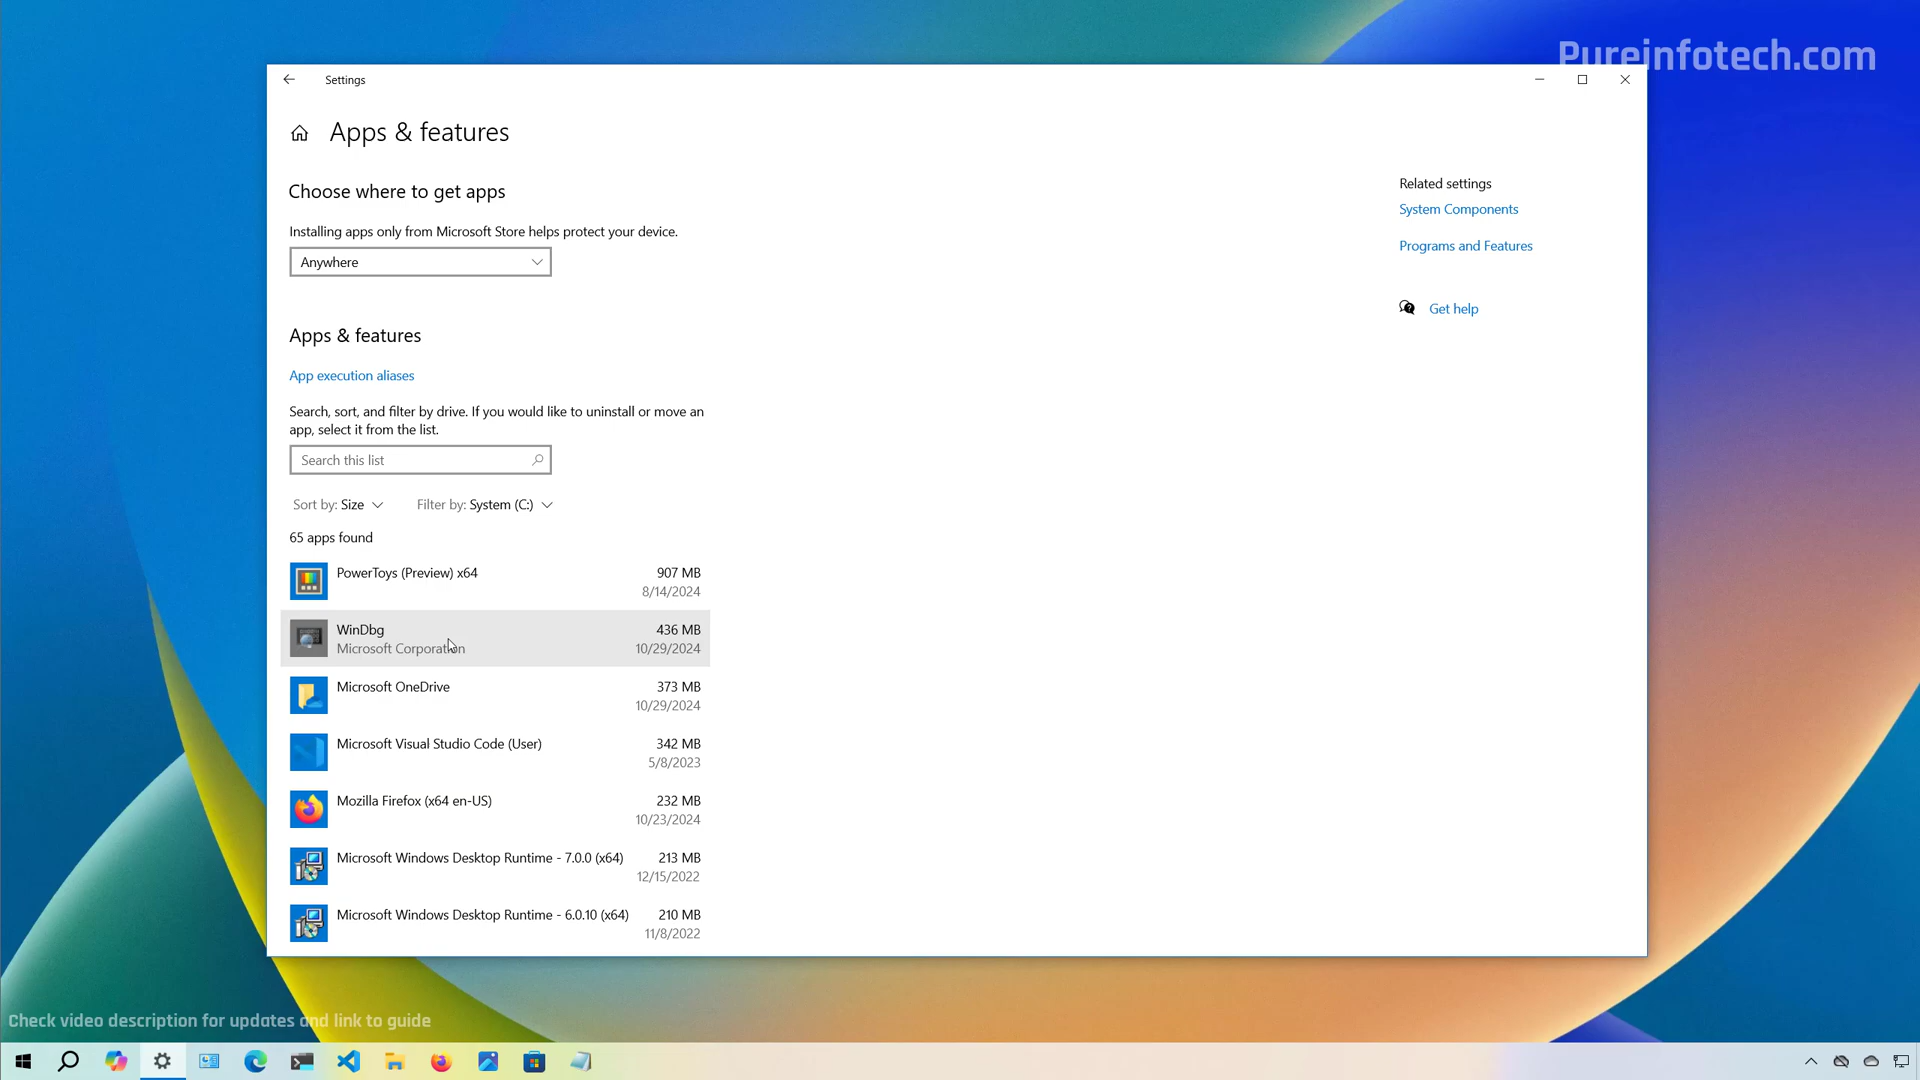 Pureinfotech.com
Settings
Apps & features
Choose where to get apps
Installing apps only from Microsoft Store helps protect your device.
Anywhere
Apps & features
App execution aliases
Search, sort, and filter by drive. If you would like to uninstall or move an
app, select it from the list.
Search this list
Sort by: Size
Filter by: System (C:)
65 apps found
PowerToys (Preview) x64
907 MB
8/14/2024
WinDbg
436 MB
Microsoft Corporation
10/29/2024
Microsoft OneDrive
373 MB
10/29/2024
Microsoft Visual Studio Code (User)
342 MB
5/8/2023
Mozilla Firefox (x64 en-US)
232 MB
10/23/2024
Microsoft Windows Desktop Runtime - 7.0.0 (x64)
213 MB
12/15/2022
Microsoft Windows Desktop Runtime - 6.0.10 (x64)
210 MB
11/8/2022
Related settings
System Components
Programs and Features
Get help
Check video description for updates and link to guide